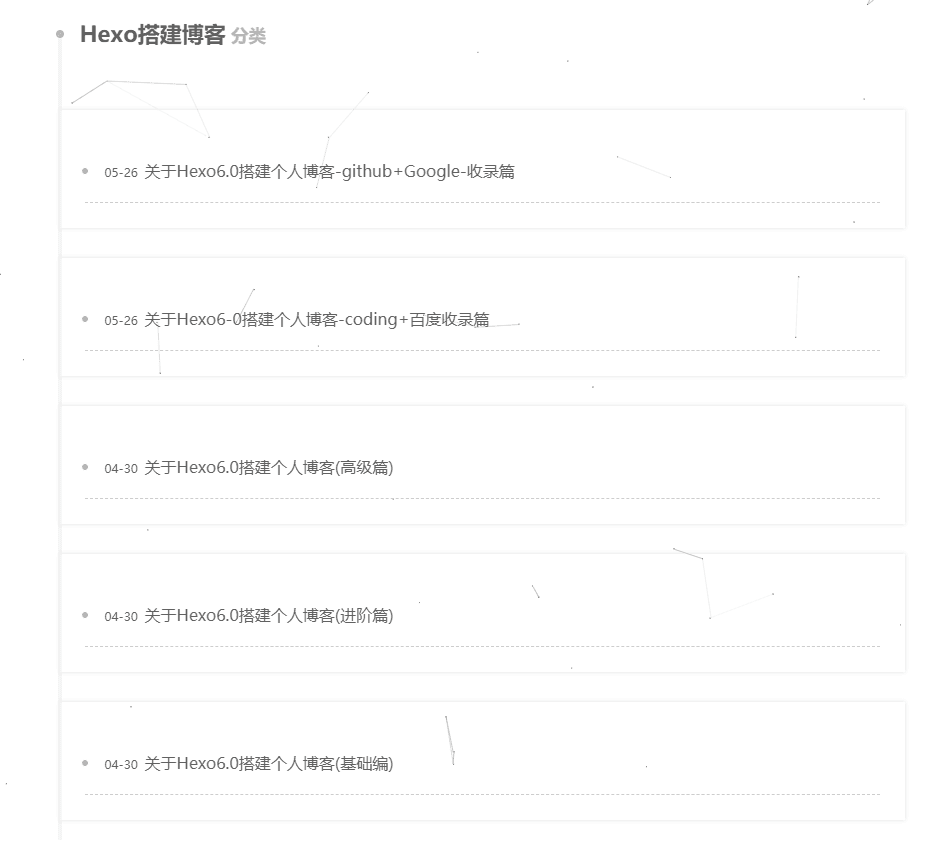 Hexo搭建博客 分类
05-26 关于Hexo6.0搭建个人博客-github+Google-收录篇
05-26 关于Hexo6-0搭建个人博客-coding+百度收录篇
04-30 关于Hexo6.0搭建个人博客(高级篇)
04-30 关于Hexo6.0搭建个人博客(进阶篇)
04-30 关于Hexo6.0搭建个人博客(基础编)